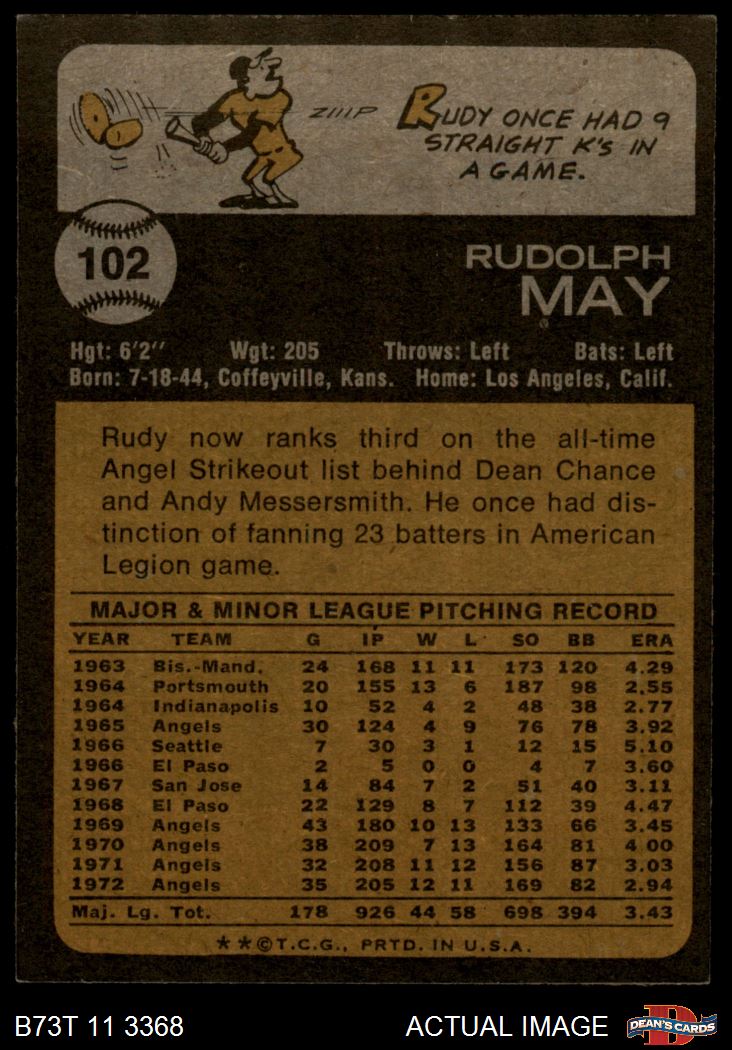 ZIIIP
RUDY ONCE HAD 9
STRAIGHT K'S IN
A GAME.
102
RUDOLPH
MAY
Hgt: 6'2" Wgt: 205 Throws: Left Bats: Left
Born: 7-18-44, Coffeyville, Kans. Home: Los Angeles, Calif.
Rudy now ranks third on the all-time
Angel Strikeout list behind Dean Chance
and Andy Messersmith. He once had dis-
tinction of fanning 23 batters in American
Legion game.
MAJOR & MINOR LEAGUE PITCHING RECORD
YEAR TEAM G IP W L SO BB ERA
1963 Bis.-Mand. 24 168 11 11 173 120 4.29
1964 Portsmouth 20 155 13 6 187 98 2.55
1964 Indianapolis 10 52 4 2 48 38 2.77
1965 Angels 30 124 4 9 76 78 3.92
1966 Seattle 7 30 3 1 12 15 5.10
1966 El Paso 2 5 0 0 4 7 3.60
1967 San Jose 14 84 7 2 51 40 3.11
1968 El Paso 22 129 8 7 112 39 4.47
1969 Angels 43 180 10 13 133 66 3.45
1970 Angels 38 209 7 13 164 81 4.00
1971 Angels 32 208 11 12 156 87 3.03
1972 Angels 35 205 12 11 169 82 2.94
Maj. Lg. Tot. 178 926 44 58 698 394 3.43
**©T.C.G., PRTD. IN U.S.A.
B73T 11 3368 ACTUAL IMAGE D DEAN'S CARDS